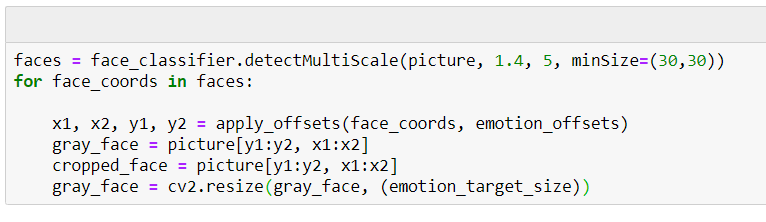 faces = face_classifier.detectMultiScale(picture, 1.4, 5, minSize=(30,30))
for face_coords in faces:

    x1, x2, y1, y2 = apply_offsets(face_coords, emotion_offsets)
    gray_face = picture[y1:y2, x1:x2]
    cropped_face = picture[y1:y2, x1:x2]
    gray_face = cv2.resize(gray_face, (emotion_target_size))